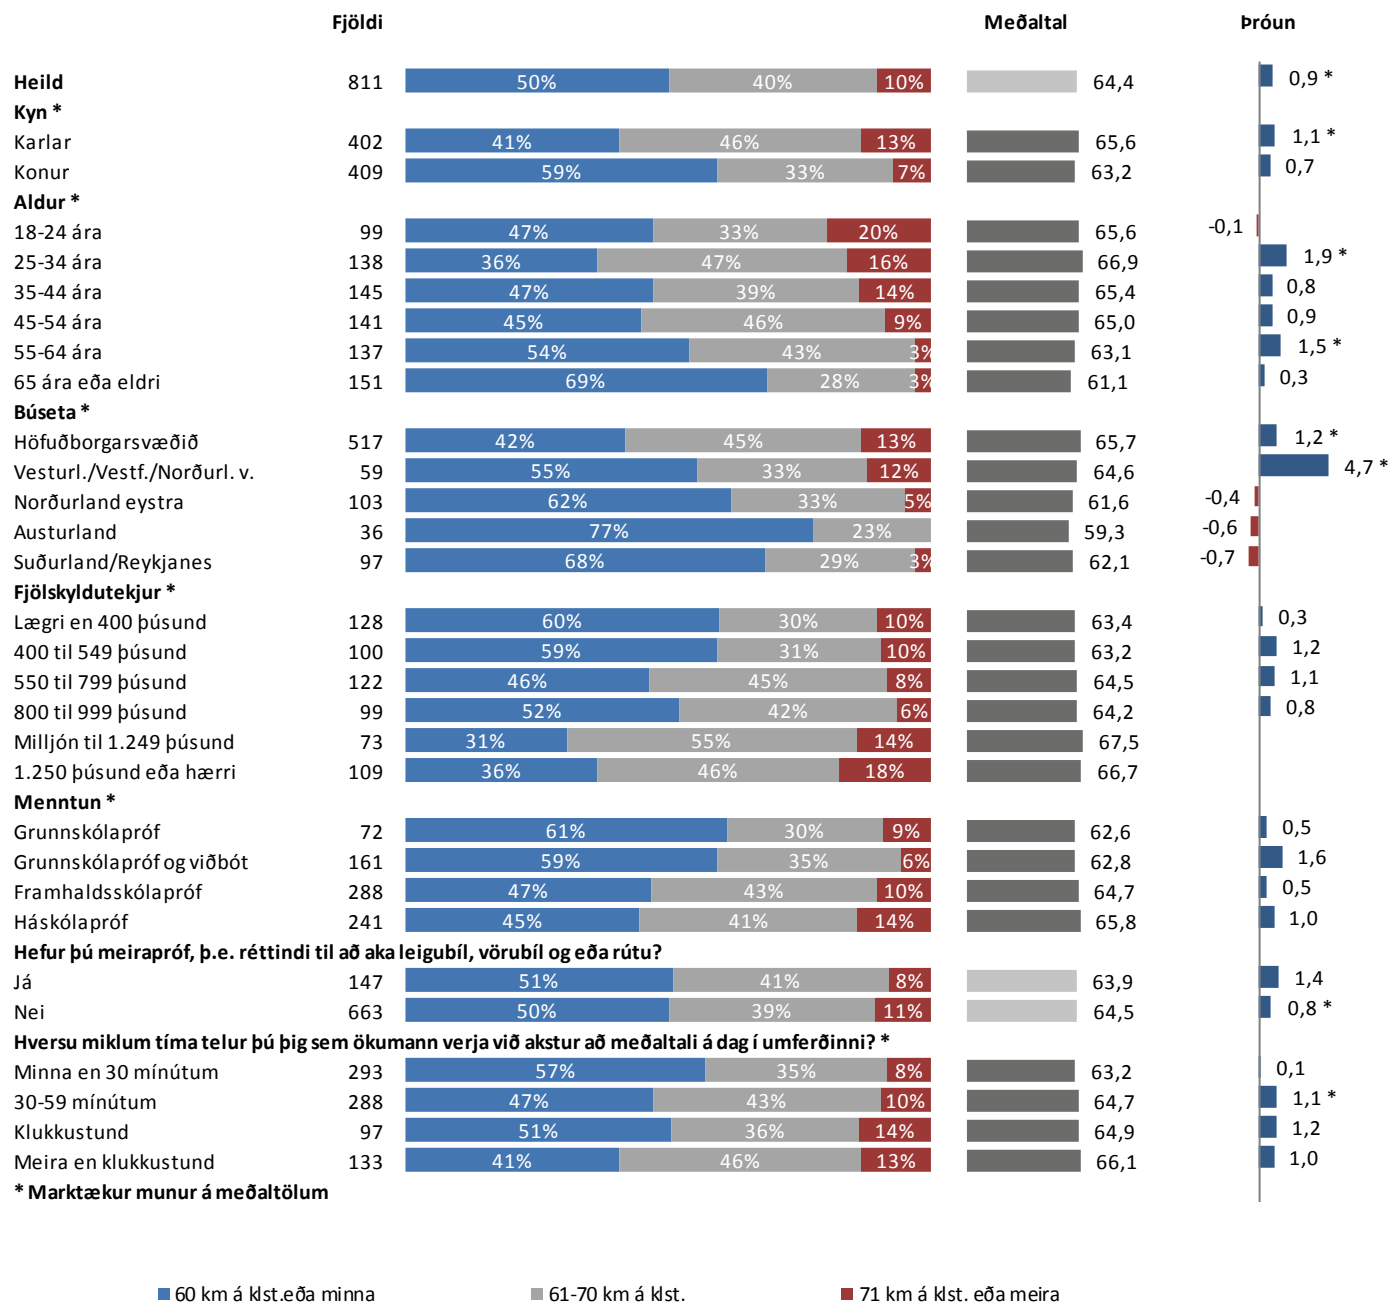 Fjöldi Meðaltal Þróun
Heild 811 50% 40% 10% 64,4 0,9 *
Kyn *
Karlar 402 41% 46% 13% 65,6 1,1 *
Konur 409 59% 33% 7% 63,2 0,7
Aldur *
18-24 ára 99 47% 33% 20% 65,6 -0,1
25-34 ára 138 36% 47% 16% 66,9 1,9 *
35-44 ára 145 47% 39% 14% 65,4 0,8
45-54 ára 141 45% 46% 9% 65,0 0,9
55-64 ára 137 54% 43% 3% 63,1 1,5 *
65 ára eða eldri 151 69% 28% 3% 61,1 0,3
Búseta *
Höfuðborgarsvæðið 517 42% 45% 13% 65,7 1,2 *
Vesturl./Vestf./Norðurl. v. 59 55% 33% 12% 64,6 4,7 *
Norðurland eystra 103 62% 33% 5% 61,6 -0,4
Austurland 36 77% 23% 59,3 -0,6
Suðurland/Reykjanes 97 68% 29% 3% 62,1 -0,7
Fjölskyldutekjur *
Lægri en 400 þúsund 128 60% 30% 10% 63,4 0,3
400 til 549 þúsund 100 59% 31% 10% 63,2 1,2
550 til 799 þúsund 122 46% 45% 8% 64,5 1,1
800 til 999 þúsund 99 52% 42% 6% 64,2 0,8
Milljón til 1.249 þúsund 73 31% 55% 14% 67,5
1.250 þúsund eða hærri 109 36% 46% 18% 66,7
Menntun *
Grunnskólapróf 72 61% 30% 9% 62,6 0,5
Grunnskólapróf og viðbót 161 59% 35% 6% 62,8 1,6
Framhaldsskólapróf 288 47% 43% 10% 64,7 0,5
Háskólapróf 241 45% 41% 14% 65,8 1,0
Hefur þú meirapróf, þ.e. réttindi til að aka leigubíl, vörubíl og eða rútu?
Já 147 51% 41% 8% 63,9 1,4
Nei 663 50% 39% 11% 64,5 0,8 *
Hversu miklum tíma telur þú þig sem ökumann verja við akstur að meðaltali á dag í umferðinni? *
Minna en 30 mínútum 293 57% 35% 8% 63,2 0,1
30-59 mínútum 288 47% 43% 10% 64,7 1,1 *
Klukkustund 97 51% 36% 14% 64,9 1,2
Meira en klukkustund 133 41% 46% 13% 66,1 1,0
* Marktækur munur á meðaltölum
60 km á klst.eða minna 61-70 km á klst. 71 km á klst. eða meira